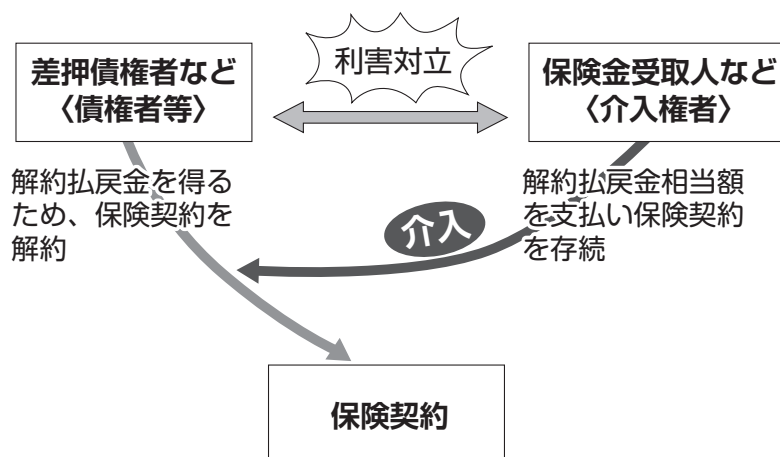 利害対立
差押債権者など
〈債権者等〉
保険金受取人など
〈介入権者〉
解約払戻金を得る
ため、保険契約を
解約
解約払戻金相当額
を支払い保険契約
を存続
介入
保険契約